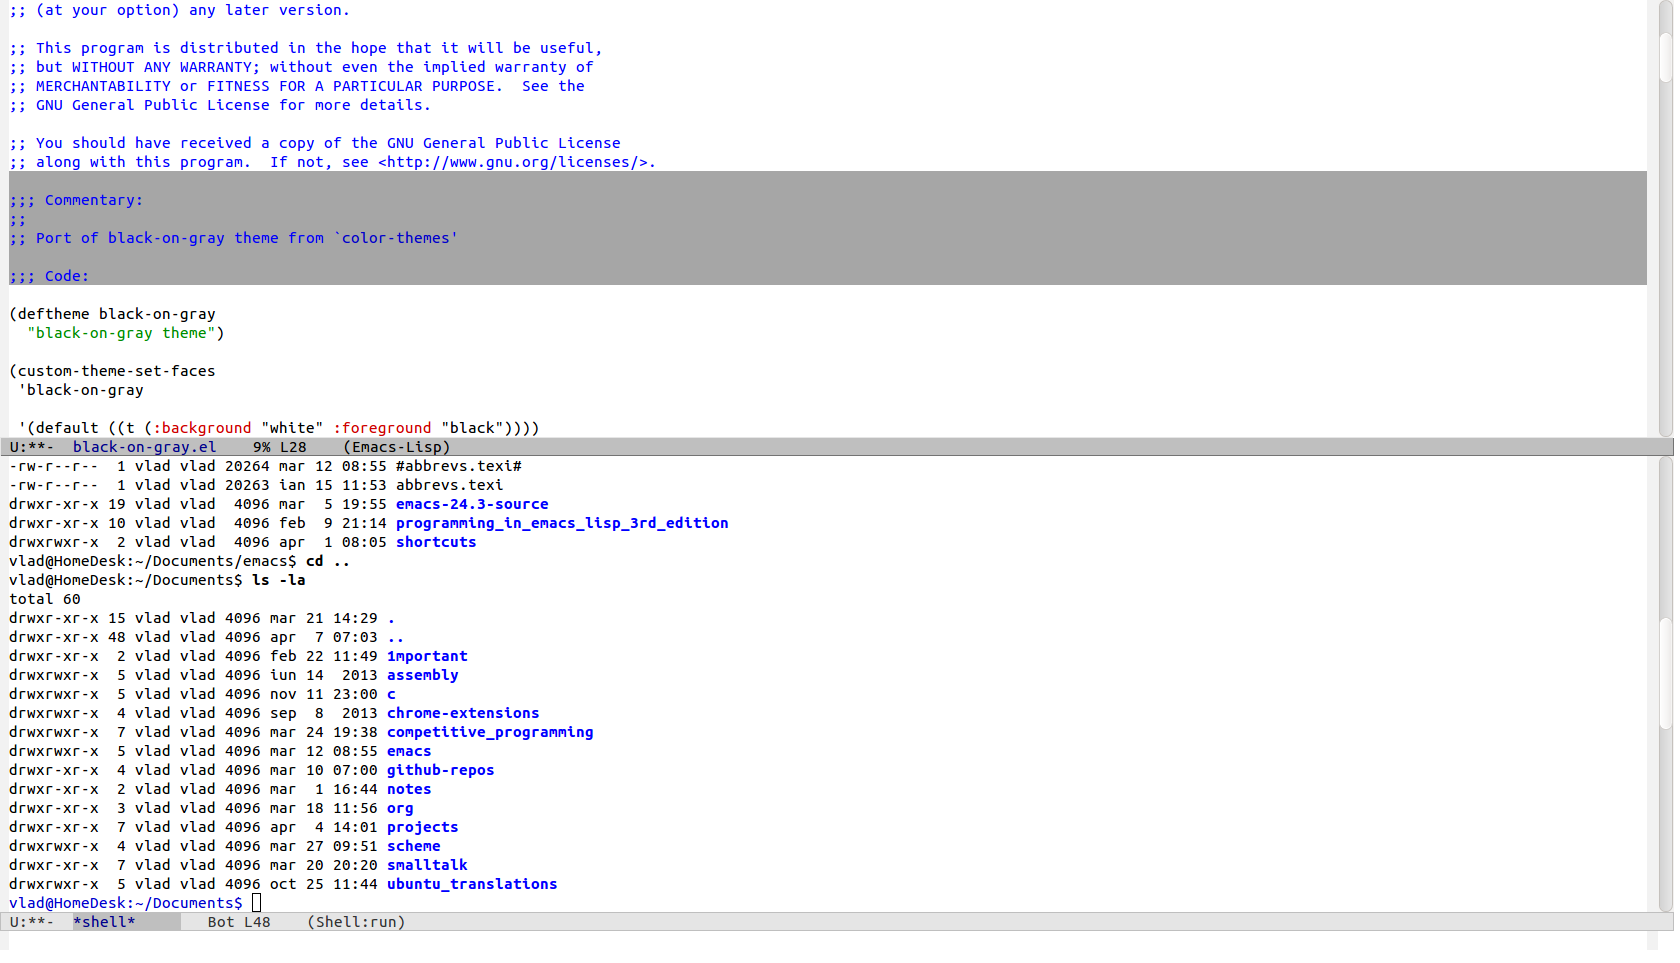 ;; (at your option) any later version.

;; This program is distributed in the hope that it will be useful,
;; but WITHOUT ANY WARRANTY; without even the implied warranty of
;; MERCHANTABILITY or FITNESS FOR A PARTICULAR PURPOSE.  See the
;; GNU General Public License for more details.

;; You should have received a copy of the GNU General Public License
;; along with this program.  If not, see <http://www.gnu.org/licenses/>.

;;; Commentary:
;;
;; Port of black-on-gray theme from `color-themes'

;;; Code:

(deftheme black-on-gray
  "black-on-gray theme")

(custom-theme-set-faces
 'black-on-gray

 '(default ((t (:background "white" :foreground "black"))))
U:**-  black-on-gray.el    9% L28    (Emacs-Lisp)
-rw-r--r--  1 vlad vlad 20264 mar 12 08:55 #abbrevs.texi#
-rw-r--r--  1 vlad vlad 20263 ian 15 11:53 abbrevs.texi
drwxr-xr-x 19 vlad vlad  4096 mar  5 19:55 emacs-24.3-source
drwxr-xr-x 10 vlad vlad  4096 feb  9 21:14 programming_in_emacs_lisp_3rd_edition
drwxrwxr-x  2 vlad vlad  4096 apr  1 08:05 shortcuts
vlad@HomeDesk:~/Documents/emacs$ cd ..
vlad@HomeDesk:~/Documents$ ls -la
total 60
drwxr-xr-x 15 vlad vlad 4096 mar 21 14:29 .
drwxr-xr-x 48 vlad vlad 4096 apr  7 07:03 ..
drwxr-xr-x  2 vlad vlad 4096 feb 22 11:49 1mportant
drwxrwxr-x  5 vlad vlad 4096 iun 14  2013 assembly
drwxrwxr-x  5 vlad vlad 4096 nov 11 23:00 c
drwxrwxr-x  4 vlad vlad 4096 sep  8  2013 chrome-extensions
drwxrwxr-x  7 vlad vlad 4096 mar 24 19:38 competitive_programming
drwxr-xr-x  5 vlad vlad 4096 mar 12 08:55 emacs
drwxr-xr-x  4 vlad vlad 4096 mar 10 07:00 github-repos
drwxr-xr-x  2 vlad vlad 4096 mar  1 16:44 notes
drwxr-xr-x  3 vlad vlad 4096 mar 18 11:56 org
drwxr-xr-x  7 vlad vlad 4096 apr  4 14:01 projects
drwxrwxr-x  4 vlad vlad 4096 mar 27 09:51 scheme
drwxr-xr-x  7 vlad vlad 4096 mar 20 20:20 smalltalk
drwxrwxr-x  5 vlad vlad 4096 oct 25 11:44 ubuntu_translations
vlad@HomeDesk:~/Documents$
U:**-  *shell*        Bot L48    (Shell:run)